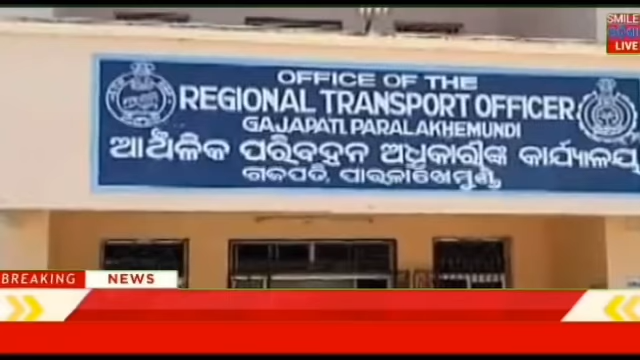 SMILE
LIVE
OFFICE OF THE
REGIONAL TRANSPORT OFFICER
GAJAPATI, PARALAKHEMUNDI
ଆଞ୍ଚଳିକ ପରିବହନ ଅଧିକାରୀଙ୍କ କାର୍ଯ୍ୟାଳୟ
ଗଜପତି, ପାରଳାଖେମୁଣ୍ଡି
BREAKING NEWS